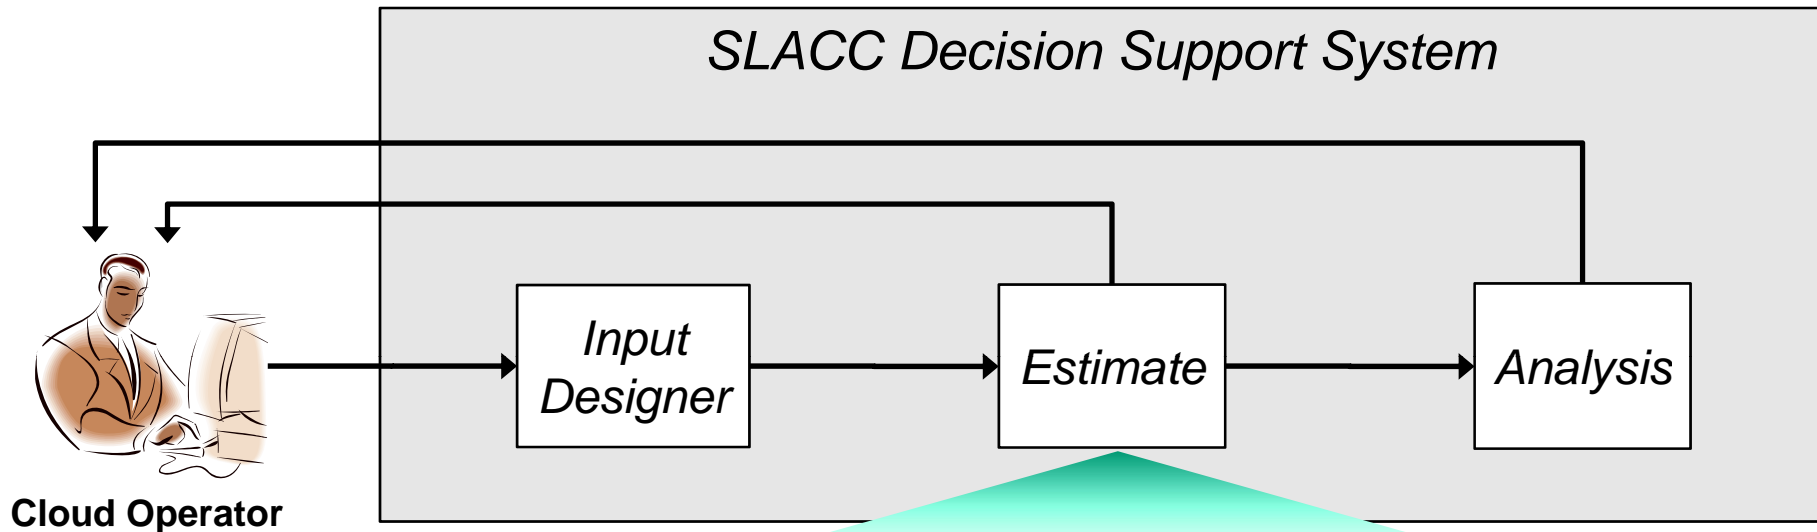 SLACC Decision Support System
Input
Designer
Estimate
Analysis
Cloud Operator